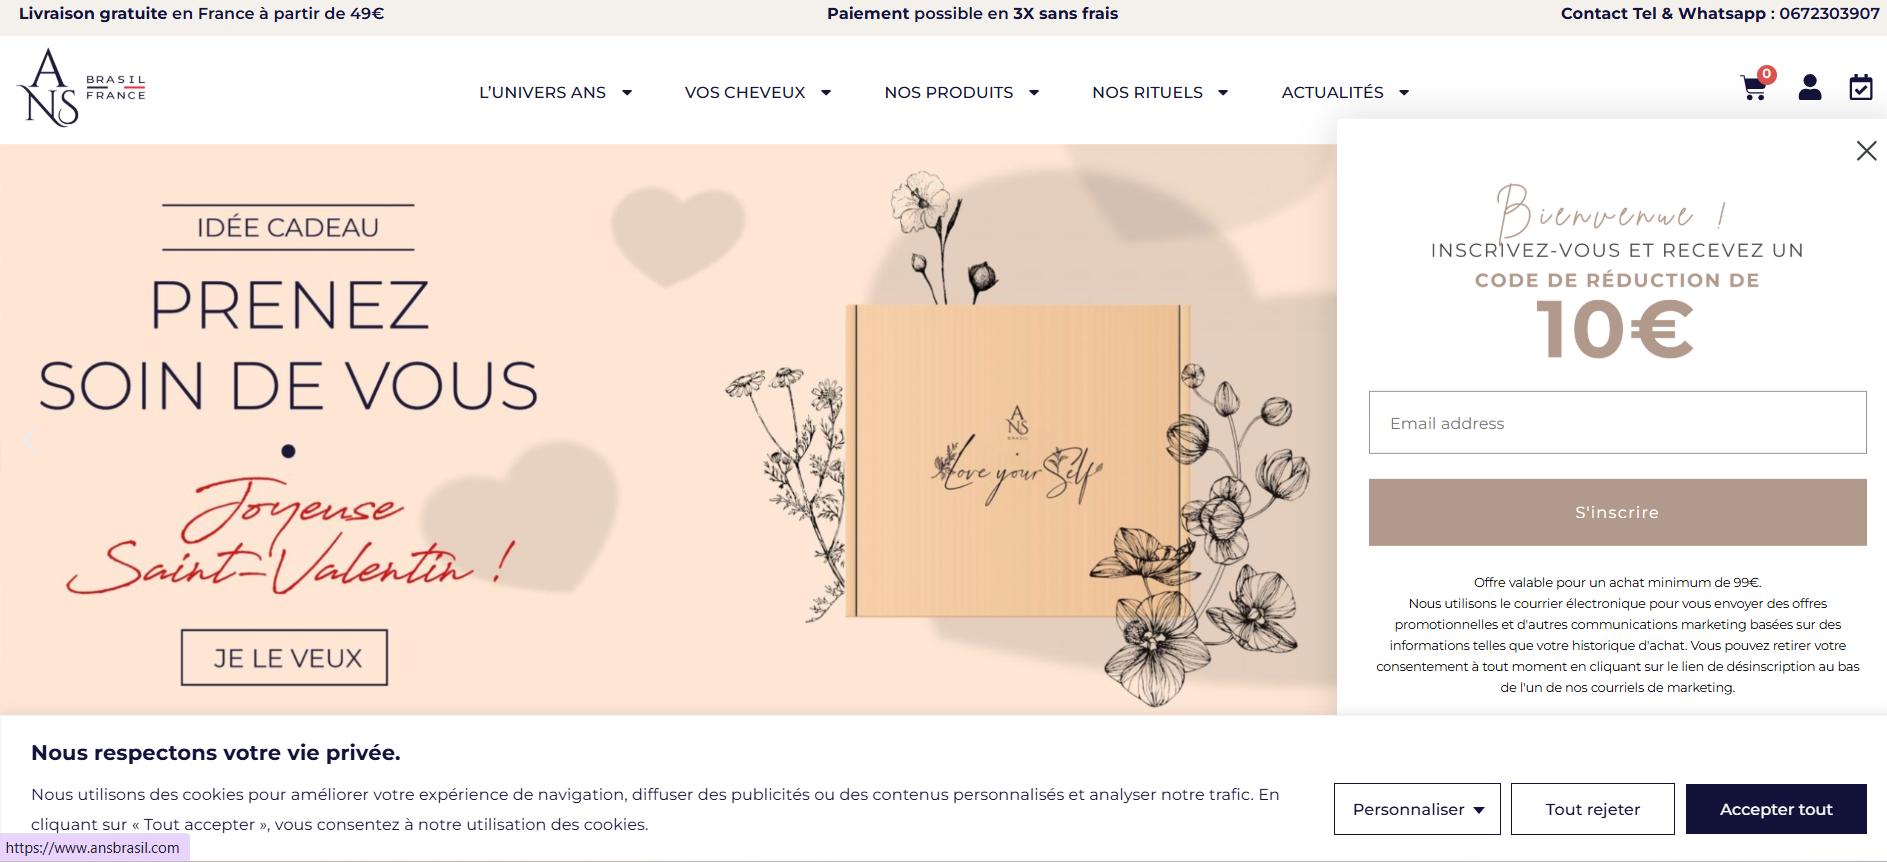 Livraison gratuite en France à partir de 49€
Paiement possible en 3X sans frais
Contact Tel & Whatsapp : 0672303907
A
NS
BRASIL
FRANCE
L'UNIVERS ANS
VOS CHEVEUX
NOS PRODUITS
NOS RITUELS
ACTUALITÉS
0
IDÉE CADEAU
PRENEZ
SOIN DE VOUS
Joyeuse
Saint-Valentin !
JE LE VEUX
A
NS
BRASIL
Love your Self
Bienvenue !
INSCRIVEZ-VOUS ET RECEVEZ UN
CODE DE RÉDUCTION DE
10€
Email address
S'inscrire
Offre valable pour un achat minimum de 99€.
Nous utilisons le courrier électronique pour vous envoyer des offres
promotionnelles et d'autres communications marketing basées sur des
informations telles que votre historique d'achat. Vous pouvez retirer votre
consentement à tout moment en cliquant sur le lien de désinscription au bas
de l'un de nos courriels de marketing.
Nous respectons votre vie privée.
Nous utilisons des cookies pour améliorer votre expérience de navigation, diffuser des publicités ou des contenus personnalisés et analyser notre trafic. En
cliquant sur « Tout accepter », vous consentez à notre utilisation des cookies.
Personnaliser
Tout rejeter
Accepter tout
https://www.ansbrasil.com